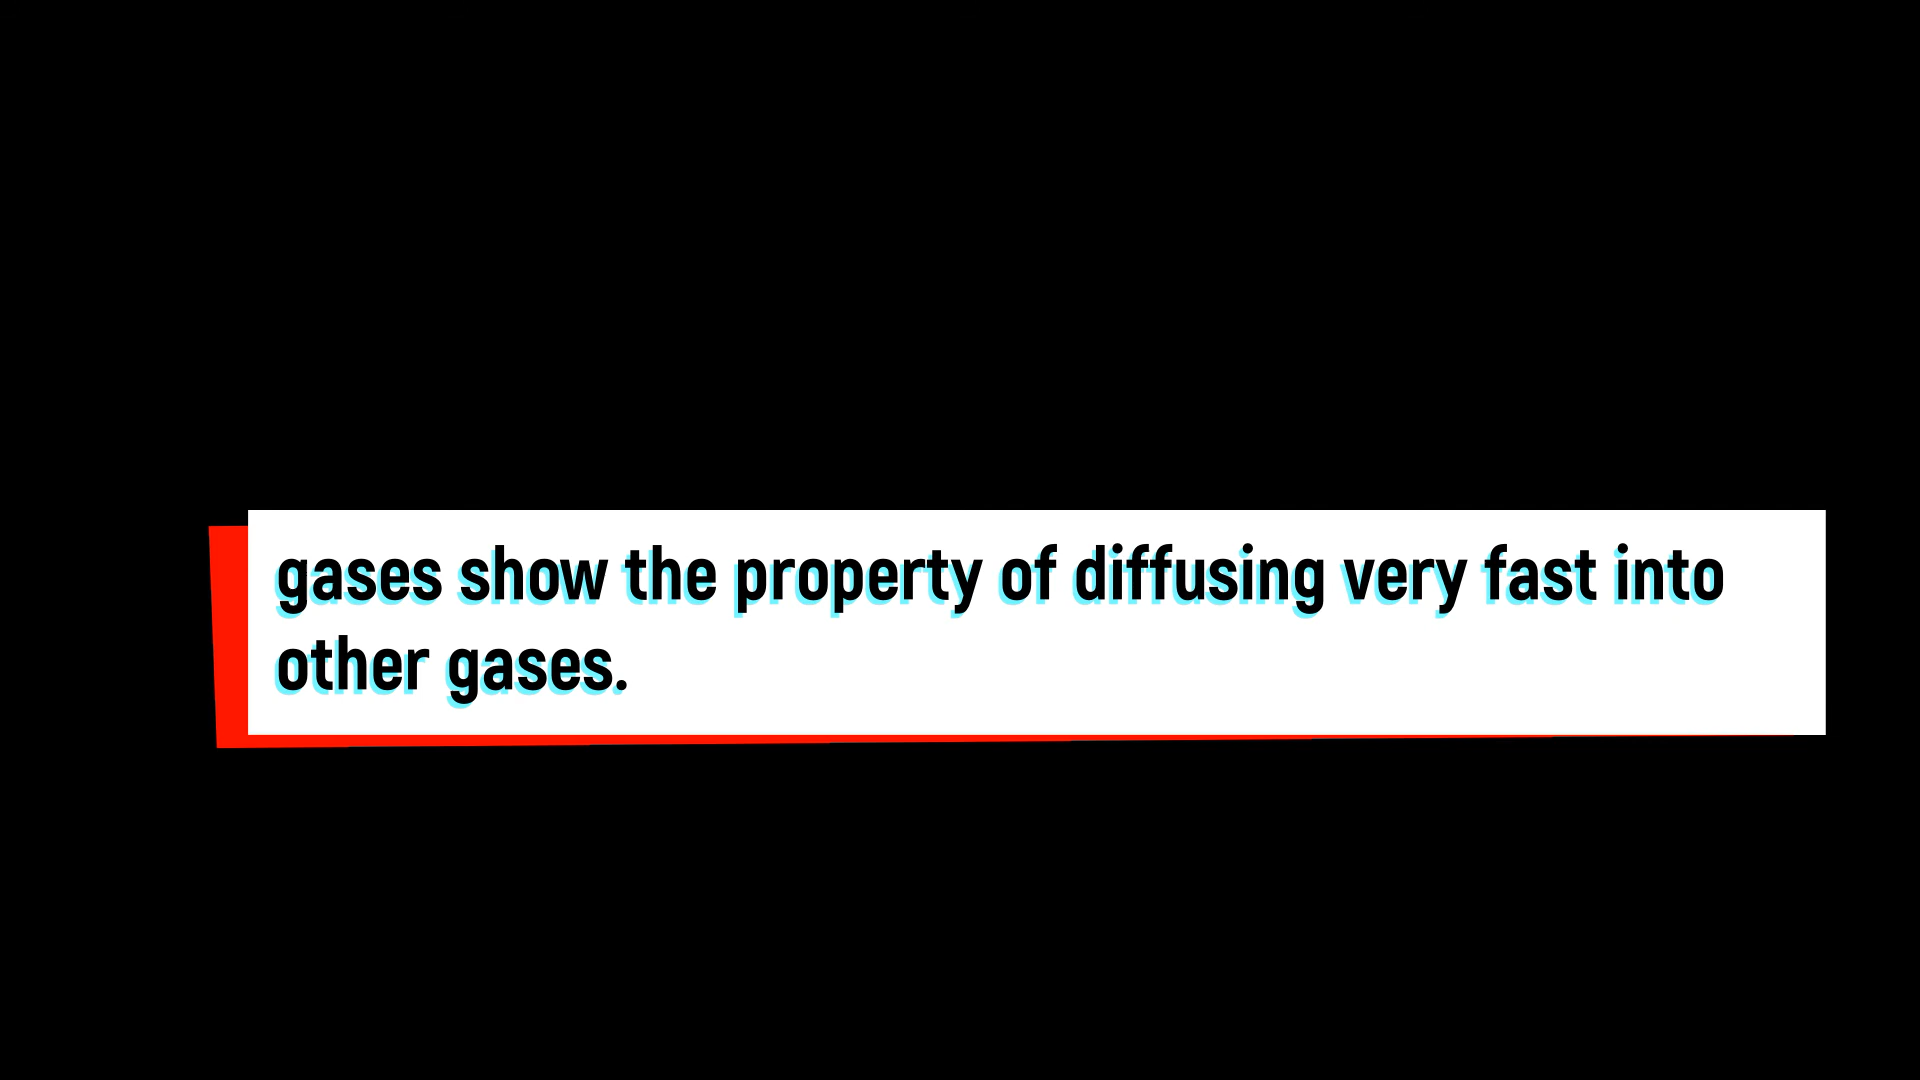 gases show the property of diffusing very fast into
other gases.